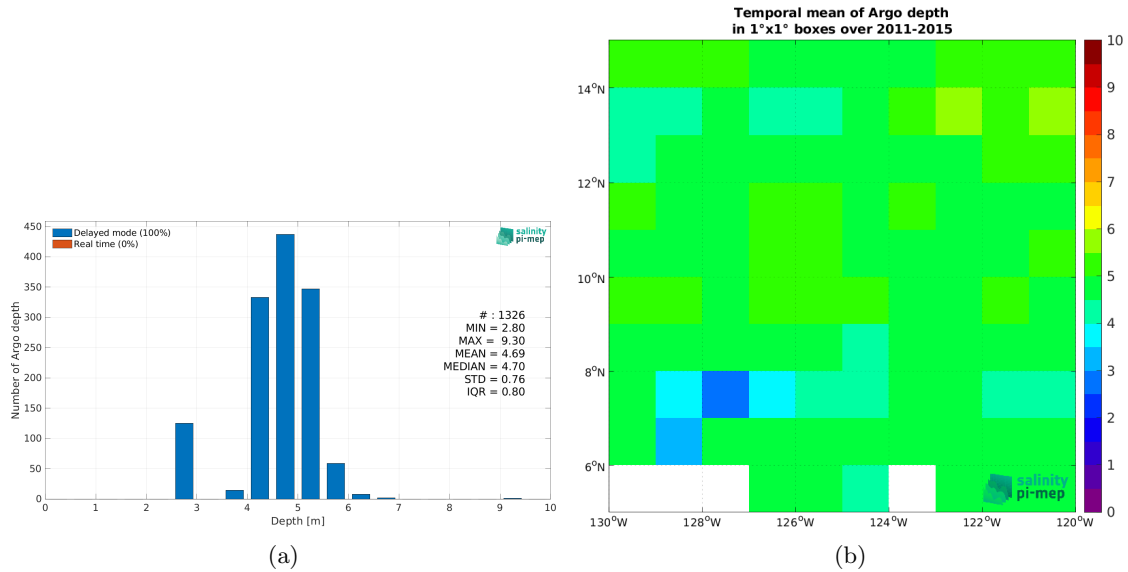 Delayed mode (100%)
Real time (0%)
salinity
pi-mep
# : 1326
MIN = 2.80
MAX = 9.30
MEAN = 4.69
MEDIAN = 4.70
STD = 0.76
IQR = 0.80
Number of Argo depth
450
400
350
300
250
200
150
100
50
0
0 1 2 3 4 5 6 7 8 9 10
Depth [m]
(a)
Temporal mean of Argo depth
in 1°x1° boxes over 2011-2015
14°N
12°N
10°N
8°N
6°N
130°W 128°W 126°W 124°W 122°W 120°W
salinity
pi-mep
10
9
8
7
6
5
4
3
2
1
0
(b)